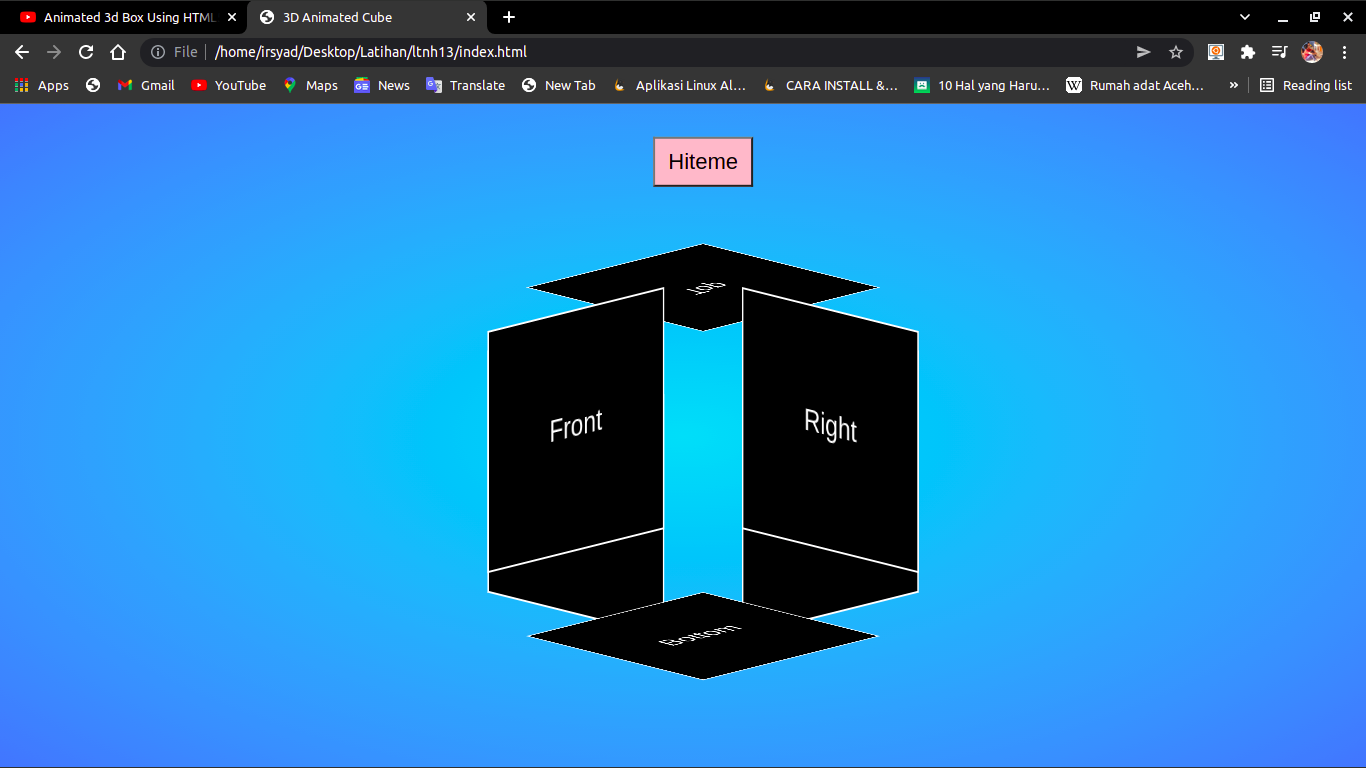 Animated 3d Box Using HTML
3D Animated Cube
File /home/irsyad/Desktop/Latihan/ltnh13/index.html
Apps Gmail YouTube Maps News Translate New Tab Aplikasi Linux Al… CARA INSTALL &… 10 Hal yang Haru… Rumah adat Aceh… » Reading list
Hiteme
Top
Front
Right
Bottom